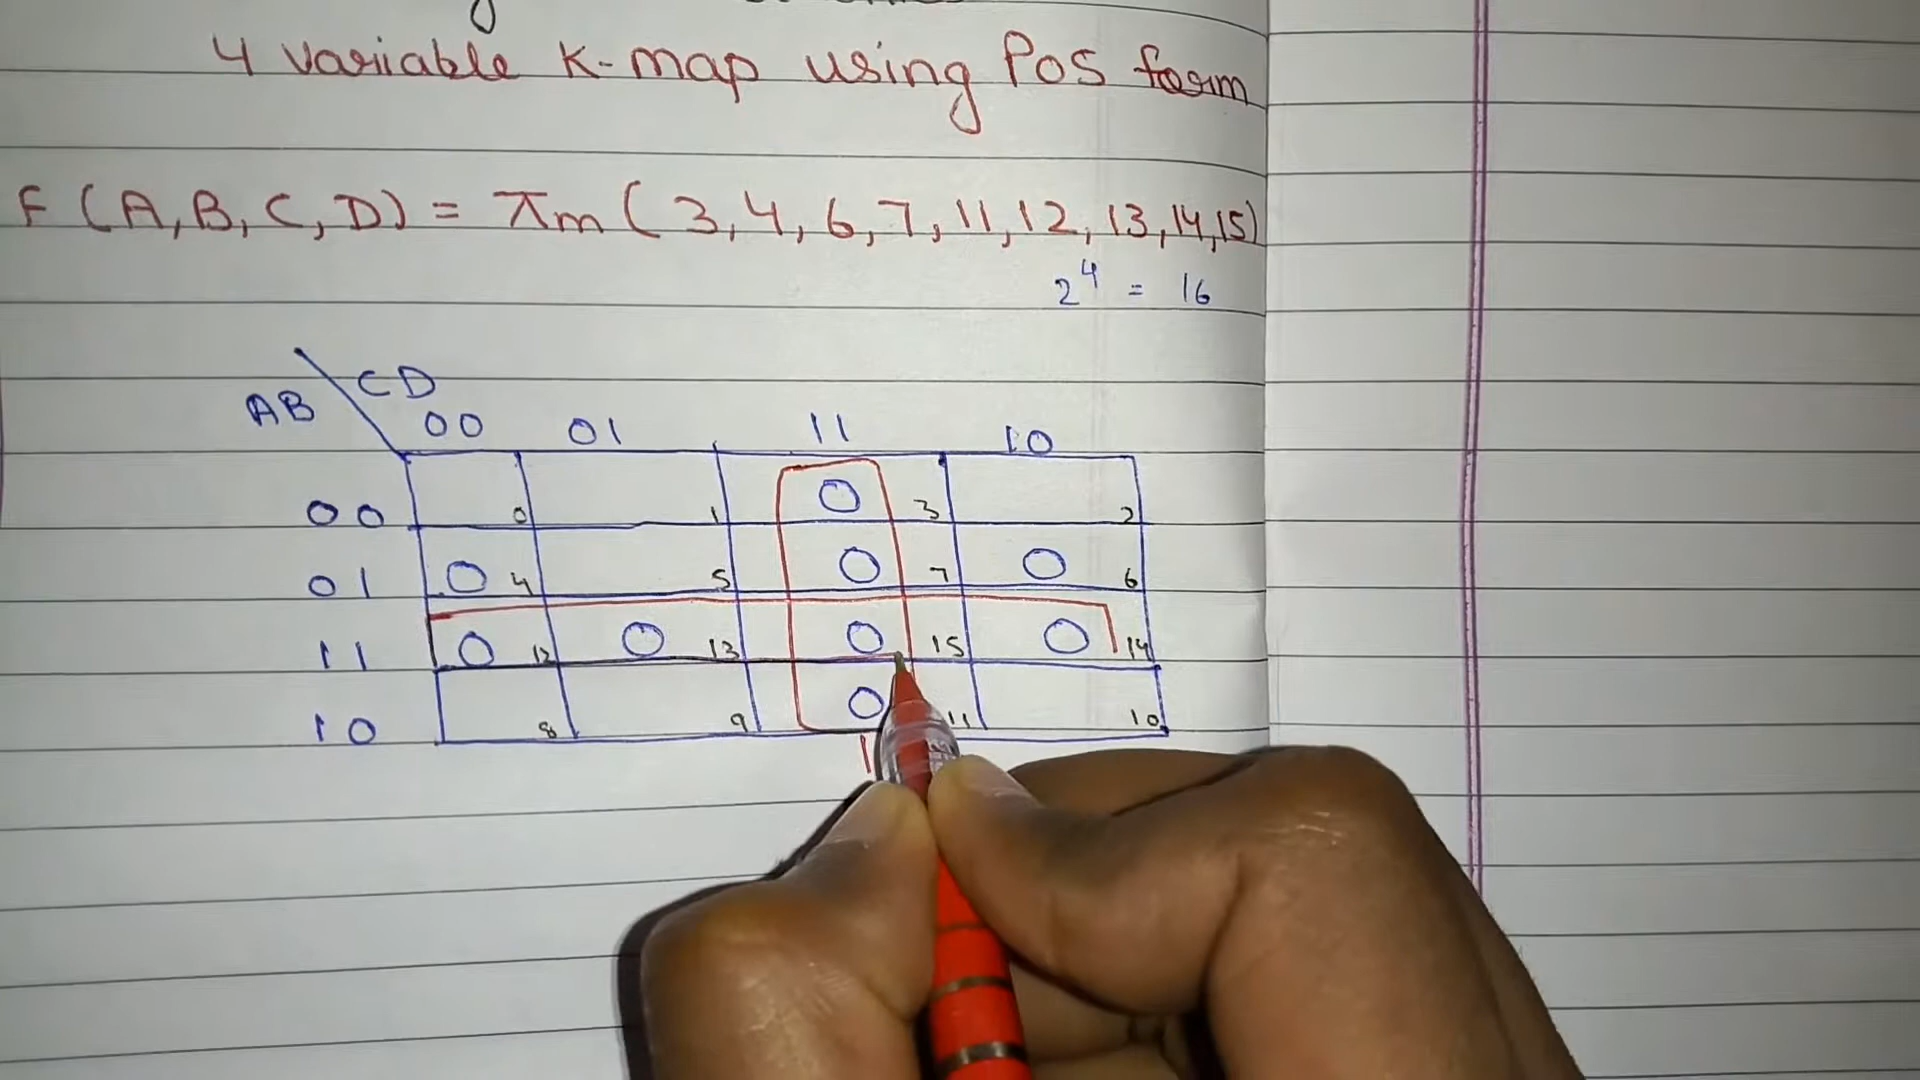 4 variable K-map using POS form
F (A, B, C, D) = πm ( 3, 4, 6, 7, 11, 12, 13, 14, 15)
2^4 = 16
AB \ CD
00 01 11 10
00 0 1 0 3 2
01 0 4 5 0 7 0 6
11 0 12 0 13 0 15 0 14
10 8 9 0 11 10